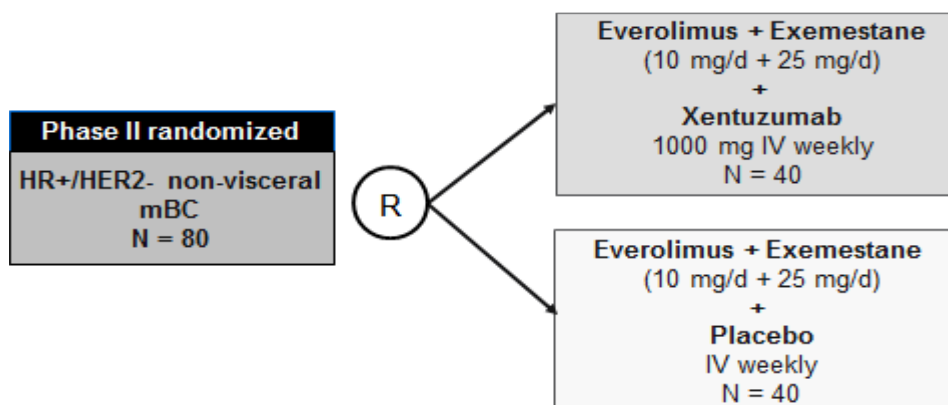 Phase II randomized
HR+/HER2- non-visceral
mBC
N = 80
R
Everolimus + Exemestane
(10 mg/d + 25 mg/d)
+
Xentuzumab
1000 mg IV weekly
N = 40
Everolimus + Exemestane
(10 mg/d + 25 mg/d)
+
Placebo
IV weekly
N = 40